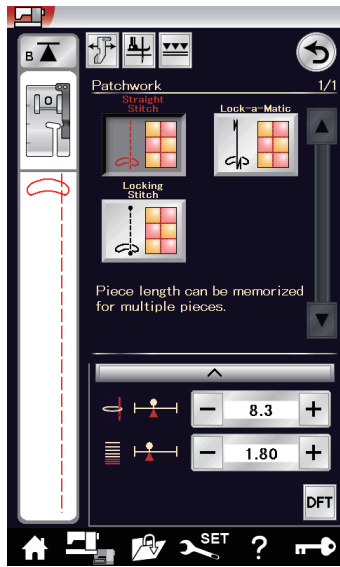 B
Patchwork 1/1
Straight
Stitch
Lock-a-Matic
Locking
Stitch
Piece length can be memorized
for multiple pieces.
− 8.3 +
− 1.80 +
DFT
SET
?